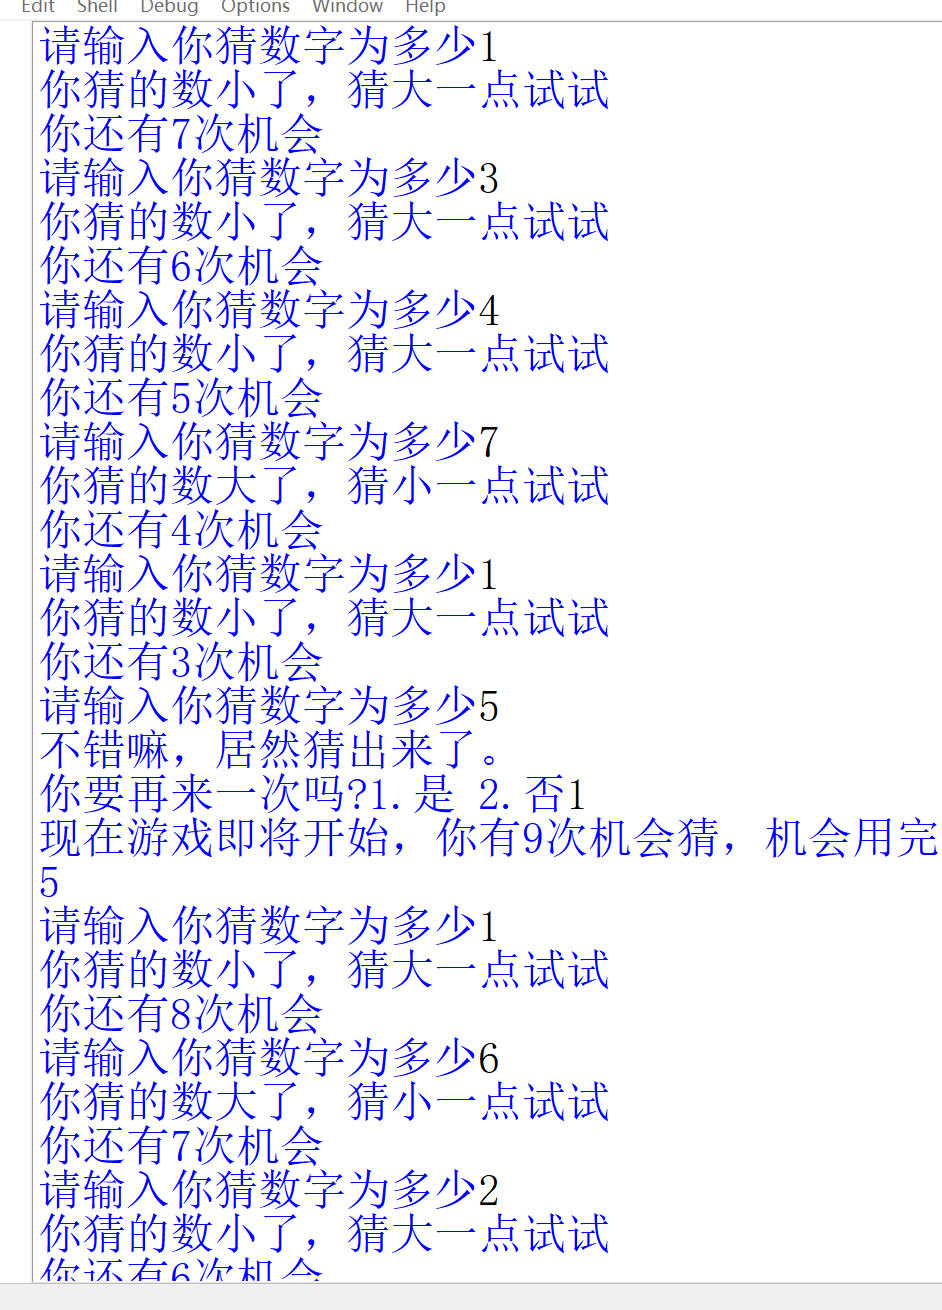 Edit Shell Debug Options Window Help
请输入你猜数字为多少1
你猜的数小了，猜大一点试试
你还有7次机会
请输入你猜数字为多少3
你猜的数小了，猜大一点试试
你还有6次机会
请输入你猜数字为多少4
你猜的数小了，猜大一点试试
你还有5次机会
请输入你猜数字为多少7
你猜的数大了，猜小一点试试
你还有4次机会
请输入你猜数字为多少1
你猜的数小了，猜大一点试试
你还有3次机会
请输入你猜数字为多少5
不错嘛，居然猜出来了。
你要再来一次吗?1.是 2.否1
现在游戏即将开始，你有9次机会猜，机会用完
5
请输入你猜数字为多少1
你猜的数小了，猜大一点试试
你还有8次机会
请输入你猜数字为多少6
你猜的数大了，猜小一点试试
你还有7次机会
请输入你猜数字为多少2
你猜的数小了，猜大一点试试
你还有6次机会